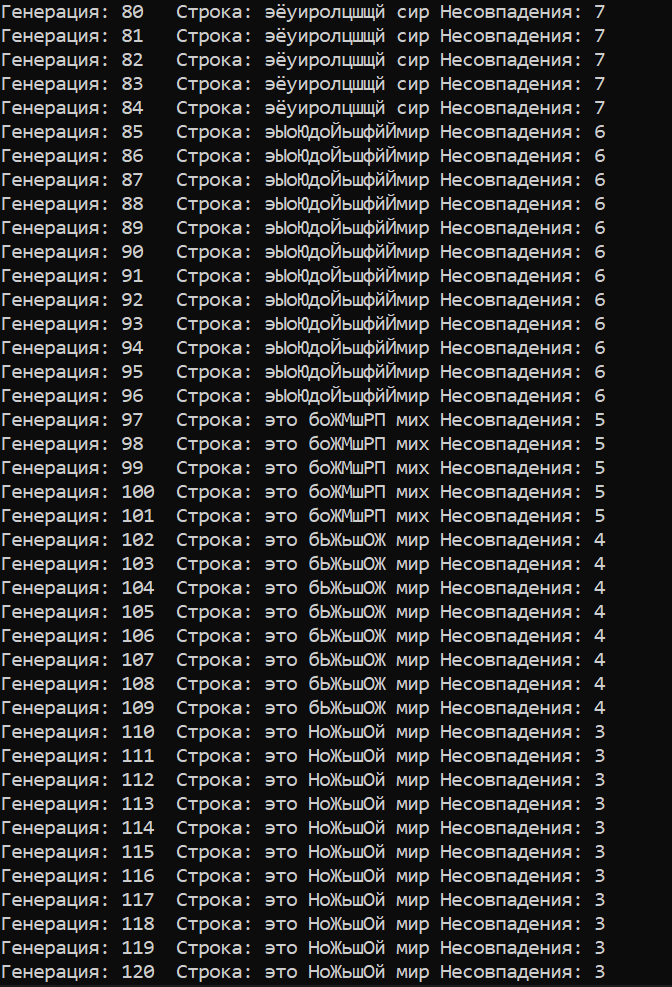 Генерация: 80 Строка: эёуиролцшщй сир Несовпадения: 7
Генерация: 81 Строка: эёуиролцшщй сир Несовпадения: 7
Генерация: 82 Строка: эёуиролцшщй сир Несовпадения: 7
Генерация: 83 Строка: эёуиролцшщй сир Несовпадения: 7
Генерация: 84 Строка: эёуиролцшщй сир Несовпадения: 7
Генерация: 85 Строка: эЫоЮдоЙьшфйЙмир Несовпадения: 6
Генерация: 86 Строка: эЫоЮдоЙьшфйЙмир Несовпадения: 6
Генерация: 87 Строка: эЫоЮдоЙьшфйЙмир Несовпадения: 6
Генерация: 88 Строка: эЫоЮдоЙьшфйЙмир Несовпадения: 6
Генерация: 89 Строка: эЫоЮдоЙьшфйЙмир Несовпадения: 6
Генерация: 90 Строка: эЫоЮдоЙьшфйЙмир Несовпадения: 6
Генерация: 91 Строка: эЫоЮдоЙьшфйЙмир Несовпадения: 6
Генерация: 92 Строка: эЫоЮдоЙьшфйЙмир Несовпадения: 6
Генерация: 93 Строка: эЫоЮдоЙьшфйЙмир Несовпадения: 6
Генерация: 94 Строка: эЫоЮдоЙьшфйЙмир Несовпадения: 6
Генерация: 95 Строка: эЫоЮдоЙьшфйЙмир Несовпадения: 6
Генерация: 96 Строка: эЫоЮдоЙьшфйЙмир Несовпадения: 6
Генерация: 97 Строка: это боЖМшРП мих Несовпадения: 5
Генерация: 98 Строка: это боЖМшРП мих Несовпадения: 5
Генерация: 99 Строка: это боЖМшРП мих Несовпадения: 5
Генерация: 100 Строка: это боЖМшРП мих Несовпадения: 5
Генерация: 101 Строка: это боЖМшРП мих Несовпадения: 5
Генерация: 102 Строка: это бЬЖьшОЖ мир Несовпадения: 4
Генерация: 103 Строка: это бЬЖьшОЖ мир Несовпадения: 4
Генерация: 104 Строка: это бЬЖьшОЖ мир Несовпадения: 4
Генерация: 105 Строка: это бЬЖьшОЖ мир Несовпадения: 4
Генерация: 106 Строка: это бЬЖьшОЖ мир Несовпадения: 4
Генерация: 107 Строка: это бЬЖьшОЖ мир Несовпадения: 4
Генерация: 108 Строка: это бЬЖьшОЖ мир Несовпадения: 4
Генерация: 109 Строка: это бЬЖьшОЖ мир Несовпадения: 4
Генерация: 110 Строка: это НоЖьшОй мир Несовпадения: 3
Генерация: 111 Строка: это НоЖьшОй мир Несовпадения: 3
Генерация: 112 Строка: это НоЖьшОй мир Несовпадения: 3
Генерация: 113 Строка: это НоЖьшОй мир Несовпадения: 3
Генерация: 114 Строка: это НоЖьшОй мир Несовпадения: 3
Генерация: 115 Строка: это НоЖьшОй мир Несовпадения: 3
Генерация: 116 Строка: это НоЖьшОй мир Несовпадения: 3
Генерация: 117 Строка: это НоЖьшОй мир Несовпадения: 3
Генерация: 118 Строка: это НоЖьшОй мир Несовпадения: 3
Генерация: 119 Строка: это НоЖьшОй мир Несовпадения: 3
Генерация: 120 Строка: это НоЖьшОй мир Несовпадения: 3